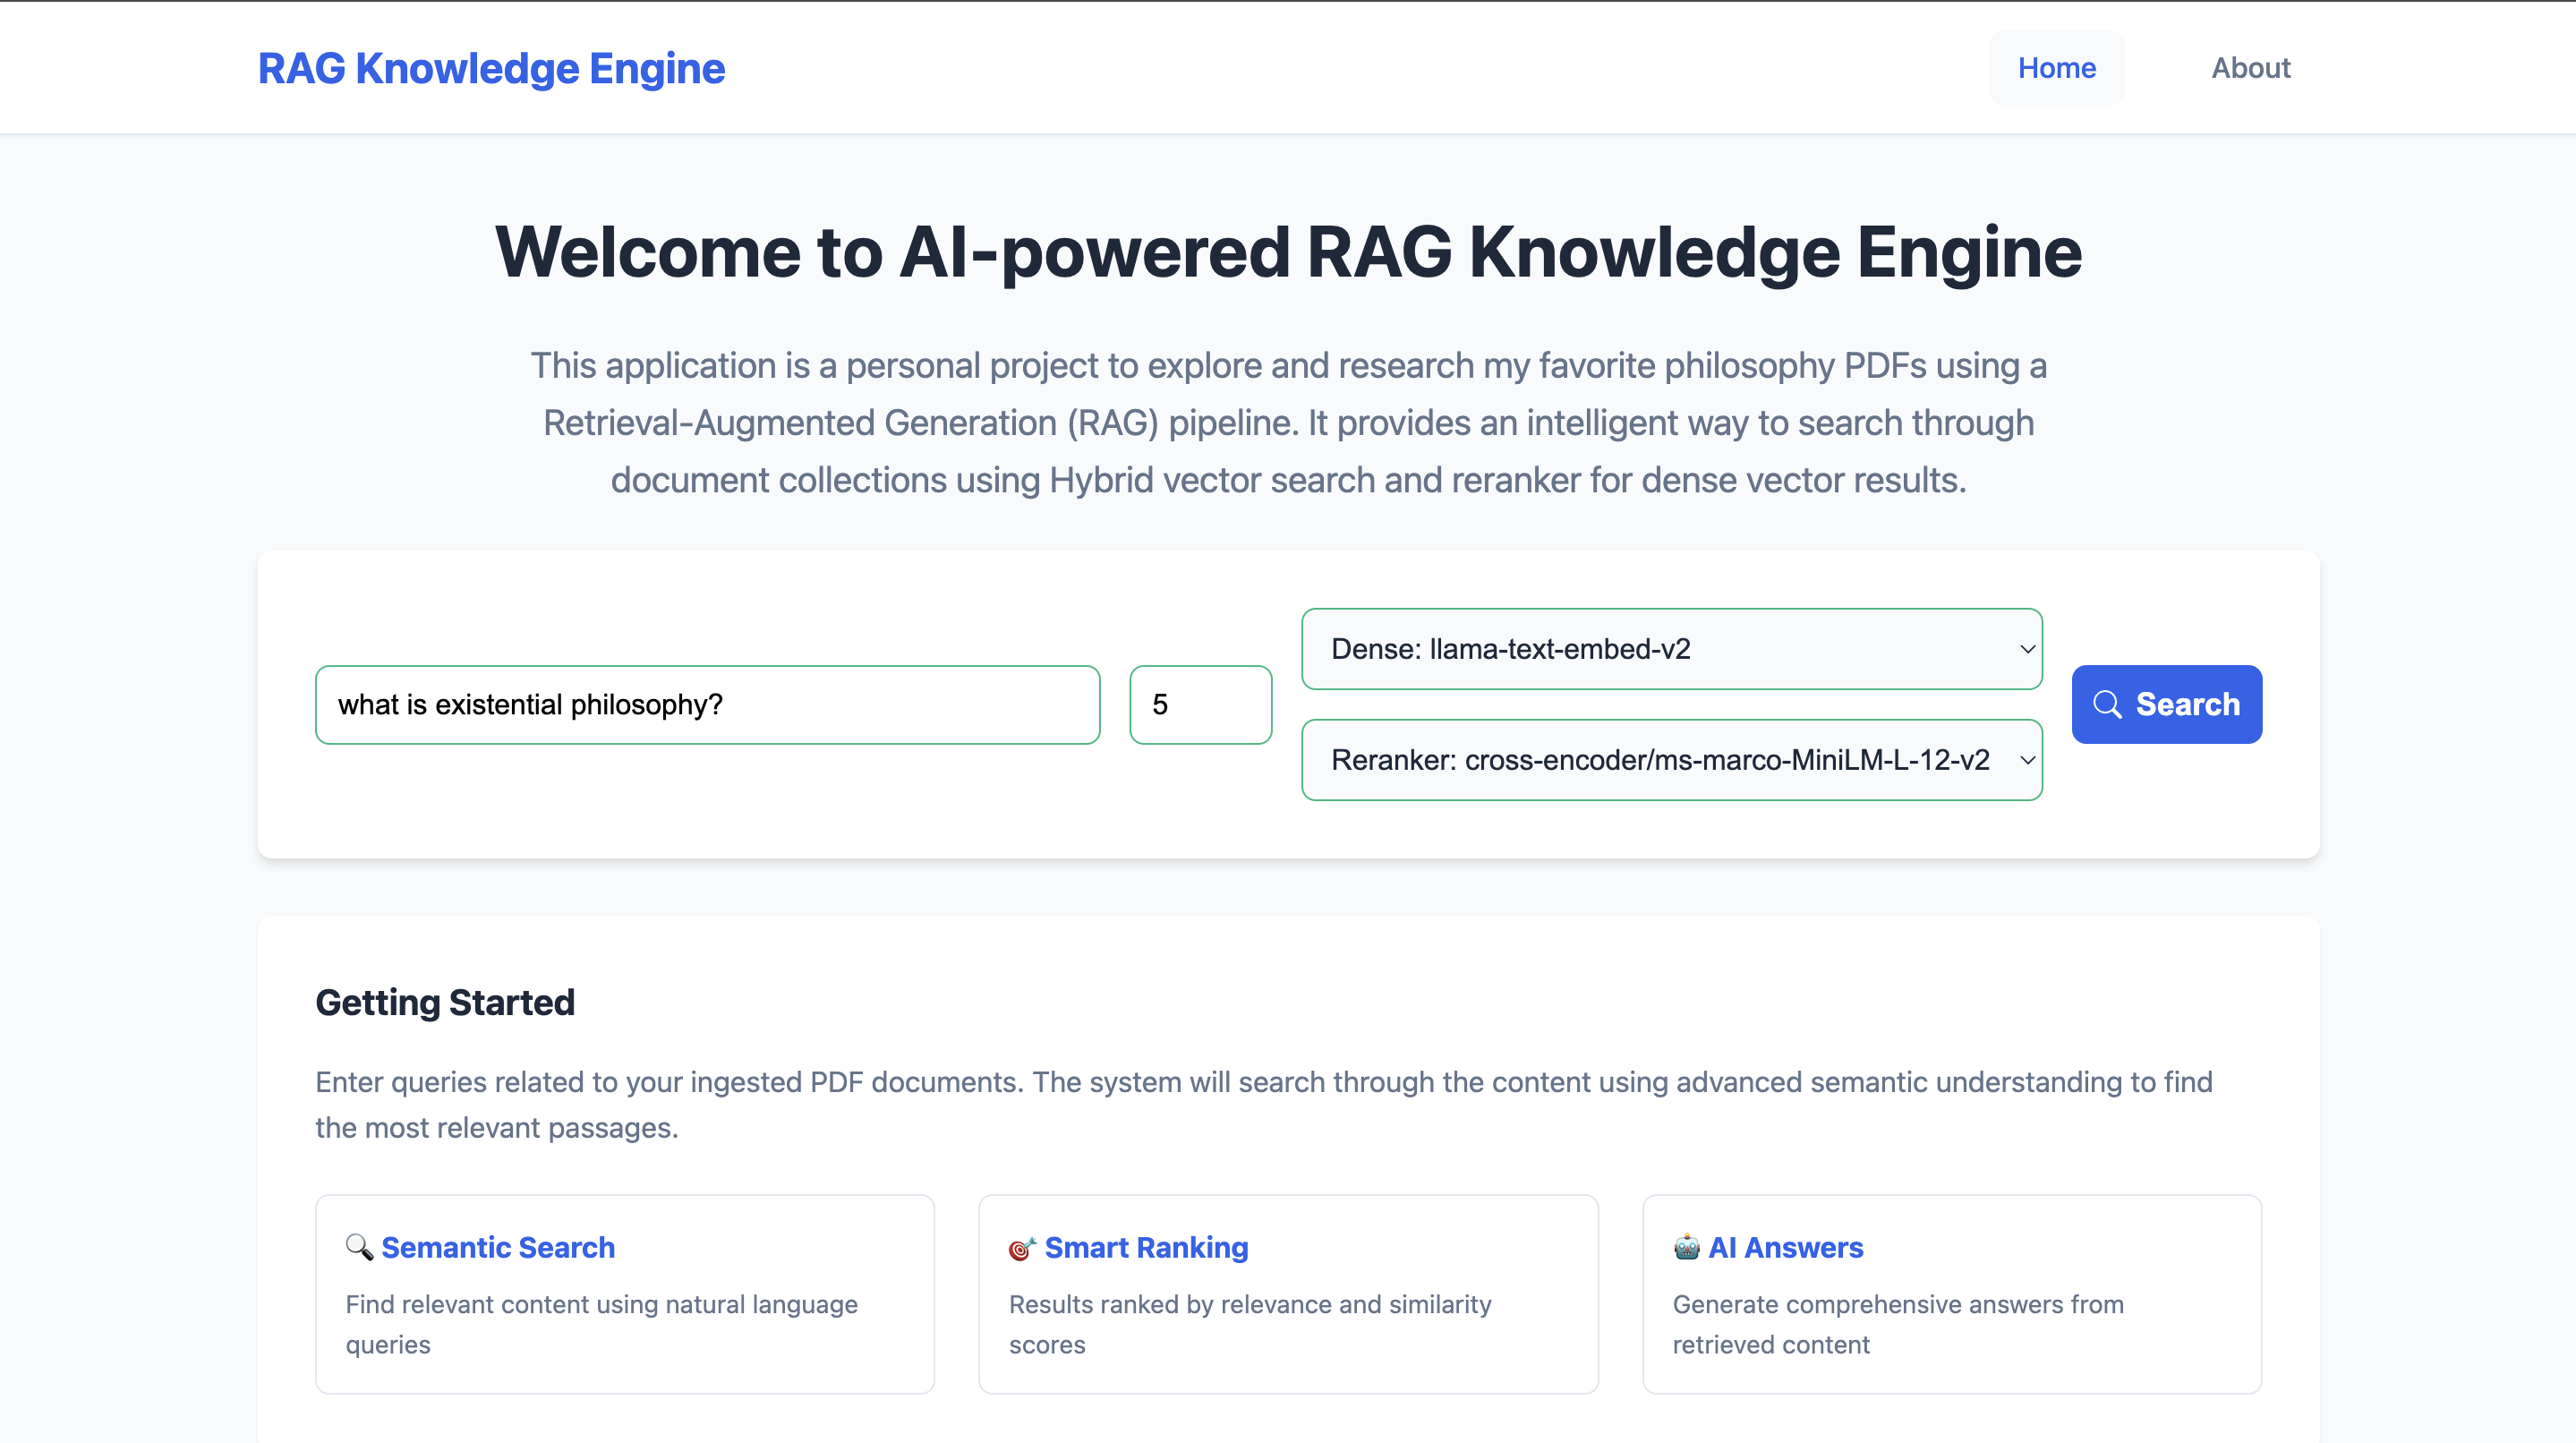 RAG Knowledge Engine
Home
About
Welcome to AI-powered RAG Knowledge Engine
This application is a personal project to explore and research my favorite philosophy PDFs using a
Retrieval-Augmented Generation (RAG) pipeline. It provides an intelligent way to search through
document collections using Hybrid vector search and reranker for dense vector results.
what is existential philosophy?
5
Dense: llama-text-embed-v2
Reranker: cross-encoder/ms-marco-MiniLM-L-12-v2
Search
Getting Started
Enter queries related to your ingested PDF documents. The system will search through the content using advanced semantic understanding to find
the most relevant passages.
🔍 Semantic Search
Find relevant content using natural language
queries
🎯 Smart Ranking
Results ranked by relevance and similarity
scores
🤖 AI Answers
Generate comprehensive answers from
retrieved content